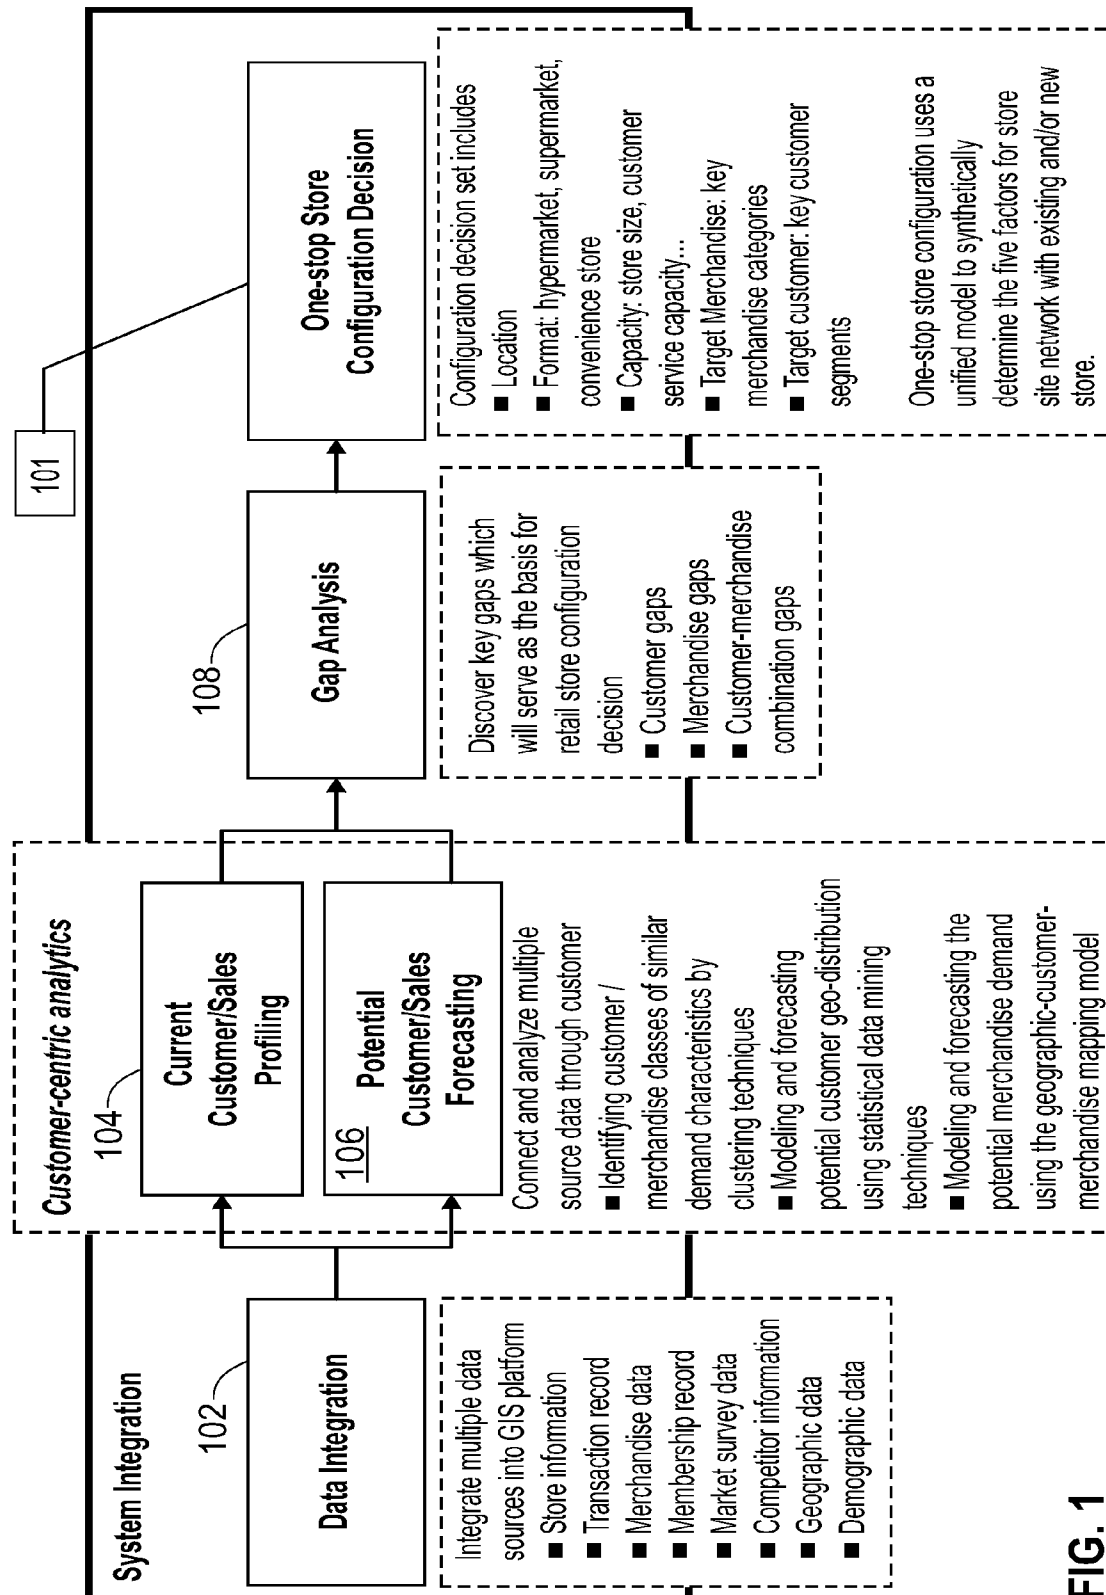 System Integration
102
Data Integration
Integrate multiple data
sources into GIS platform
■ Store information
■ Transaction record
■ Merchandise data
■ Membership record
■ Market survey data
■ Competitor information
■ Geographic data
■ Demographic data
Customer-centric analytics
104
Current
Customer/Sales
Profiling
106
Potential
Customer/Sales
Forecasting
Connect and analyze multiple
source data through customer
■ Identifying customer /
merchandise classes of similar
demand characteristics by
clustering techniques
■ Modeling and forecasting
potential customer geo-distribution
using statistical data mining
techniques
■ Modeling and forecasting the
potential merchandise demand
using the geographic-customer-
merchandise mapping model
108
Gap Analysis
Discover key gaps which
will serve as the basis for
retail store configuration
decision
■ Customer gaps
■ Merchandise gaps
■ Customer-merchandise
combination gaps
101
One-stop Store
Configuration Decision
Configuration decision set includes
■ Location
■ Format: hypermarket, supermarket,
convenience store
■ Capacity: store size, customer
service capacity...
■ Target Merchandise: key
merchandise categories
■ Target customer: key customer
segments
One-stop store configuration uses a
unified model to synthetically
determine the five factors for store
site network with existing and/or new
store.
FIG. 1